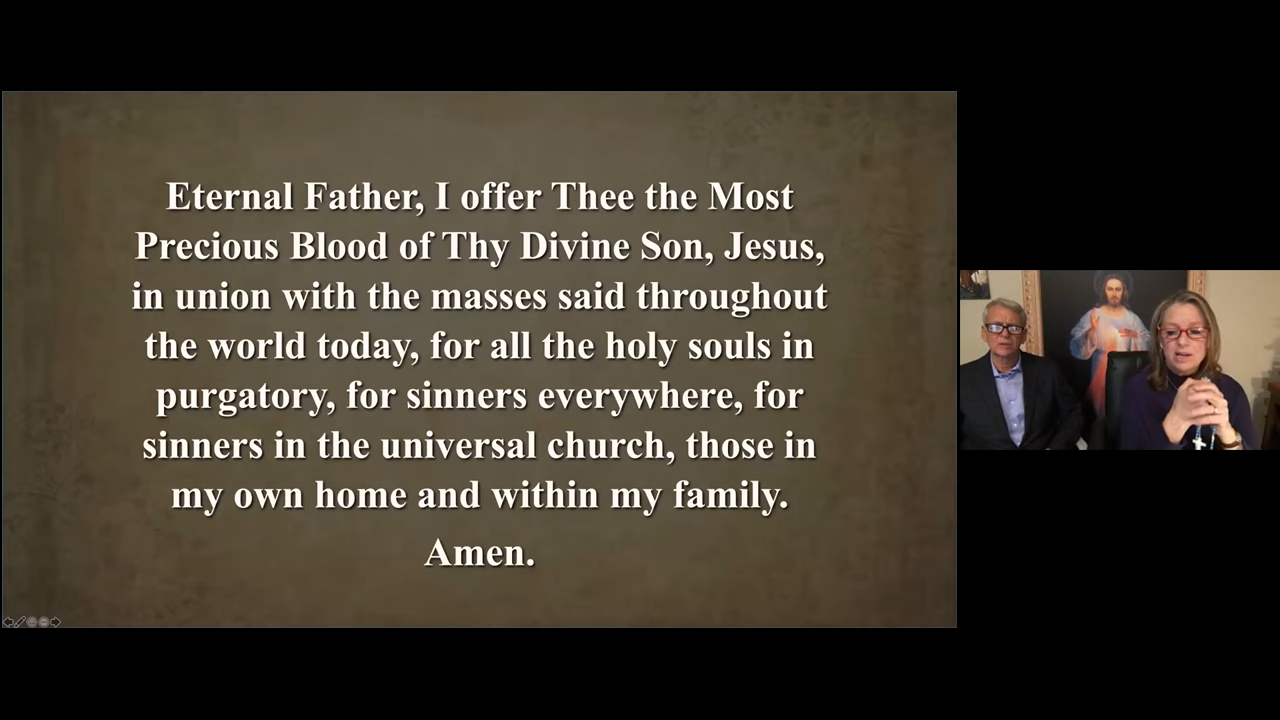 Eternal Father, I offer Thee the Most
Precious Blood of Thy Divine Son, Jesus,
in union with the masses said throughout
the world today, for all the holy souls in
purgatory, for sinners everywhere, for
sinners in the universal church, those in
my own home and within my family.
Amen.